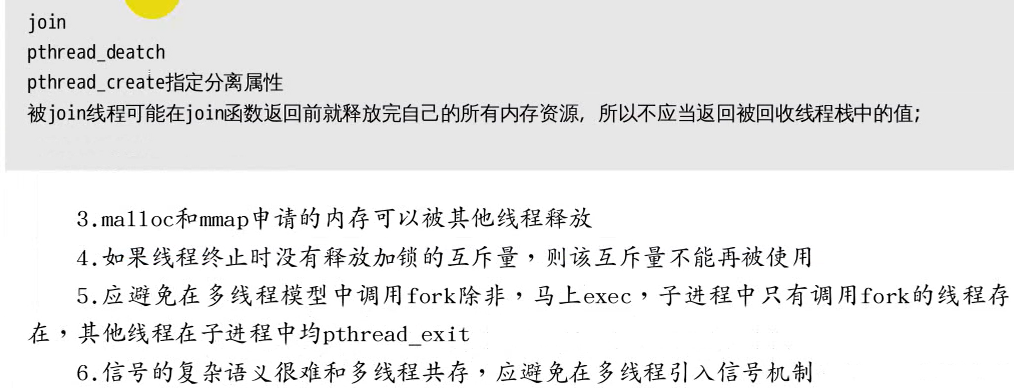 join
pthread_deatch
pthread_create指定分离属性
被join线程可能在join函数返回前就释放完自己的所有内存资源，所以不应当返回被回收线程栈中的值;
3.malloc和mmap申请的内存可以被其他线程释放
4.如果线程终止时没有释放加锁的互斥量，则该互斥量不能再被使用
5.应避免在多线程模型中调用fork除非，马上exec，子进程中只有调用fork的线程存
在，其他线程在子进程中均pthread_exit
6.信号的复杂语义很难和多线程共存，应避免在多线程引入信号机制